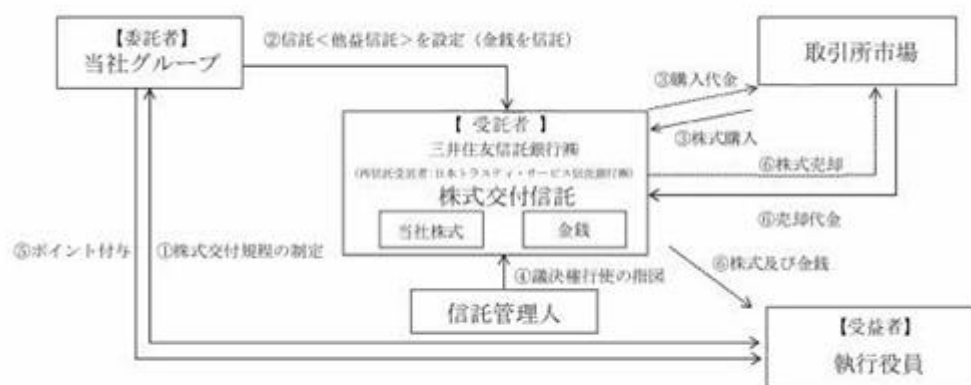 【委託者】
当社グループ
②信託＜他益信託＞を設定（金銭を信託）
取引所市場
③購入代金
③株式購入
【 受託者 】
三井住友信託銀行㈱
（再信託受託者：日本トラスティ・サービス信託銀行㈱）
株式交付信託
当社株式
金銭
⑥株式売却
⑥売却代金
⑤ポイント付与
①株式交付規程の制定
④議決権行使の指図
⑥株式及び金銭
信託管理人
【受益者】
執行役員